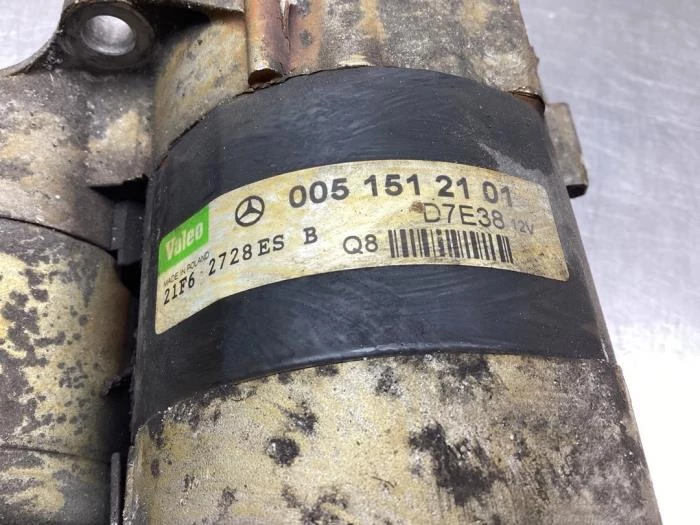 Valeo
005 151 21 01
D7E38 12V
MADE IN POLAND
21F6 2728ES B Q8